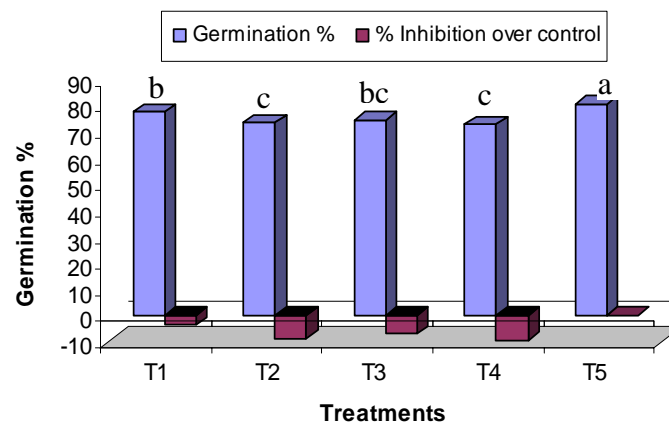 Germination % % Inhibition over control
b c bc c a
90
80
70
60
50
40
30
20
10
0
-10
Germination %
T1 T2 T3 T4 T5
Treatments